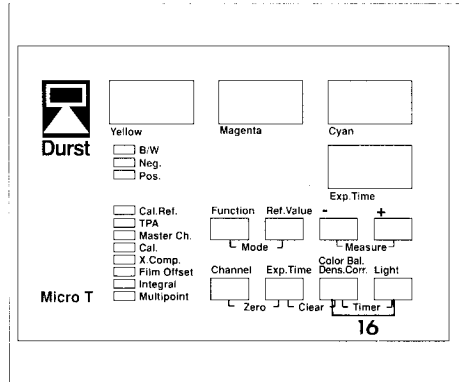 Durst
Yellow
Magenta
Cyan
B/W
Neg.
Pos.
Exp.Time
Cal.Ref.
TPA
Master Ch.
Cal.
X.Comp.
Film Offset
Integral
Multipoint
Function
Ref.Value
-
+
Mode
Measure
Channel
Exp.Time
Color Bal.
Dens.Corr.
Light
Zero
Clear
Timer
Micro T
16